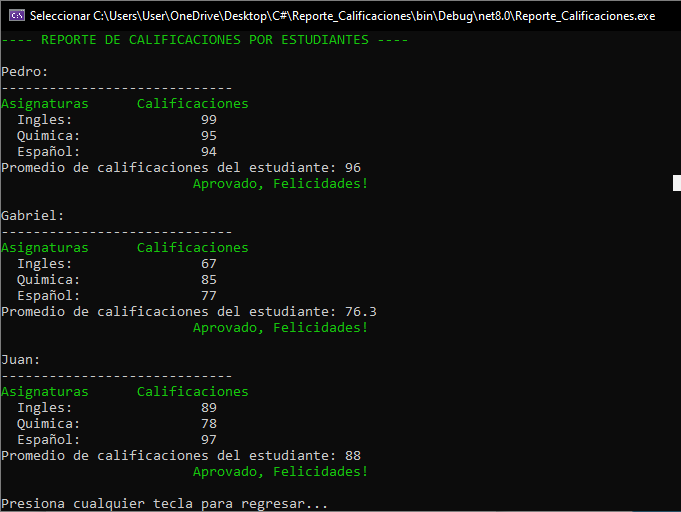 Seleccionar C:\Users\User\OneDrive\Desktop\C#\Reporte_Calificaciones\bin\Debug\net8.0\Reporte_Calificaciones.exe
---- REPORTE DE CALIFICACIONES POR ESTUDIANTES ----
Pedro:
-----------------------------
Asignaturas      Calificaciones
  Ingles:                99
  Quimica:               95
  Español:               94
Promedio de calificaciones del estudiante: 96
                        Aprovado, Felicidades!
Gabriel:
-----------------------------
Asignaturas      Calificaciones
  Ingles:                67
  Quimica:               85
  Español:               77
Promedio de calificaciones del estudiante: 76.3
                        Aprovado, Felicidades!
Juan:
-----------------------------
Asignaturas      Calificaciones
  Ingles:                89
  Quimica:               78
  Español:               97
Promedio de calificaciones del estudiante: 88
                        Aprovado, Felicidades!
Presiona cualquier tecla para regresar...